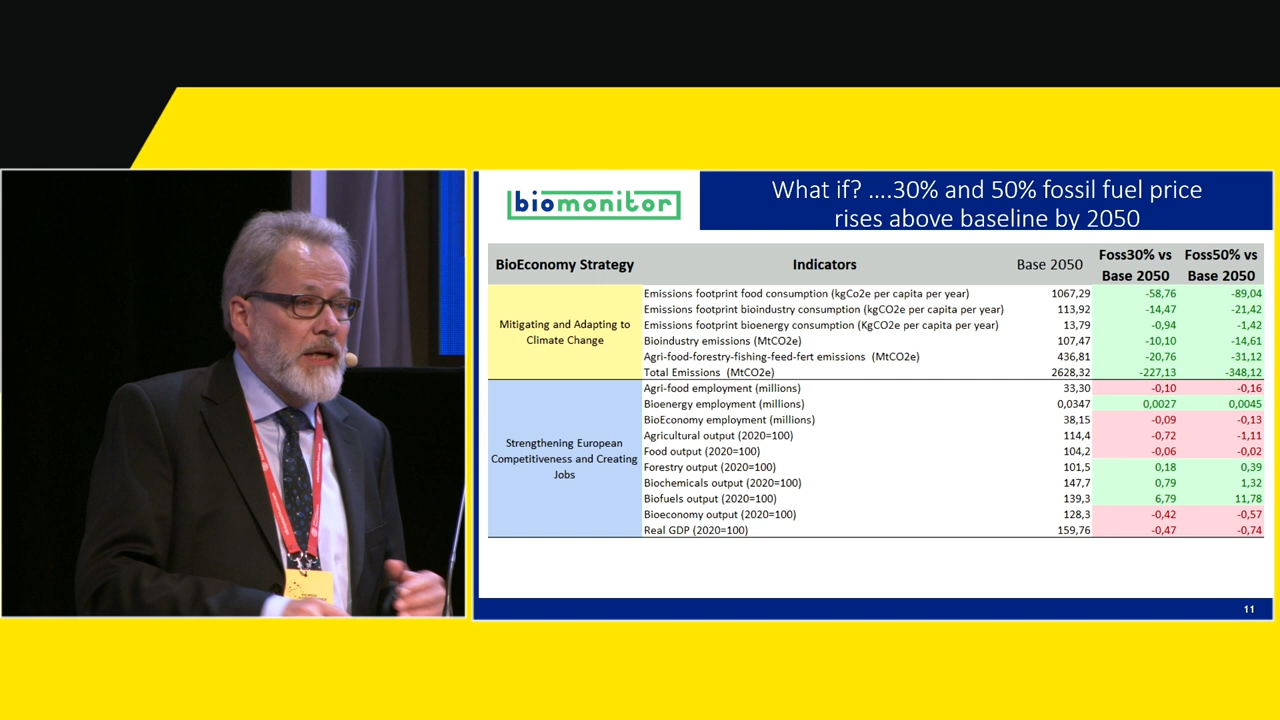 biomonitor
What if? ....30% and 50% fossil fuel price
rises above baseline by 2050
BioEconomy Strategy Indicators Base 2050 Foss30% vs Base 2050 Foss50% vs Base 2050
Mitigating and Adapting to
Climate Change
Emissions footprint food consumption (kgCo2e per capita per year) 1067,29 -58,76 -89,04
Emissions footprint bioindustry consumption (kgCO2e per capita per year) 113,92 -14,47 -21,42
Emissions footprint bioenergy consumption (KgCO2e per capita per year) 13,79 -0,94 -1,42
Bioindustry emissions (MtCO2e) 107,47 -10,10 -14,61
Agri-food-forestry-fishing-feed-fert emissions (MtCO2e) 436,81 -20,76 -31,12
Total Emissions (MtCO2e) 2628,32 -227,13 -348,12
Strengthening European
Competitiveness and Creating
Jobs
Agri-food employment (millions) 33,30 -0,10 -0,16
Bioenergy employment (millions) 0,0347 0,0027 0,0045
BioEconomy employment (millions) 38,15 -0,09 -0,13
Agricultural output (2020=100) 114,4 -0,72 -1,11
Food output (2020=100) 104,2 -0,06 -0,02
Forestry output (2020=100) 101,5 0,18 0,39
Biochemicals output (2020=100) 147,7 0,79 1,32
Biofuels output (2020=100) 139,3 6,79 11,78
Bioeconomy output (2020=100) 128,3 -0,42 -0,57
Real GDP (2020=100) 159,76 -0,47 -0,74
11